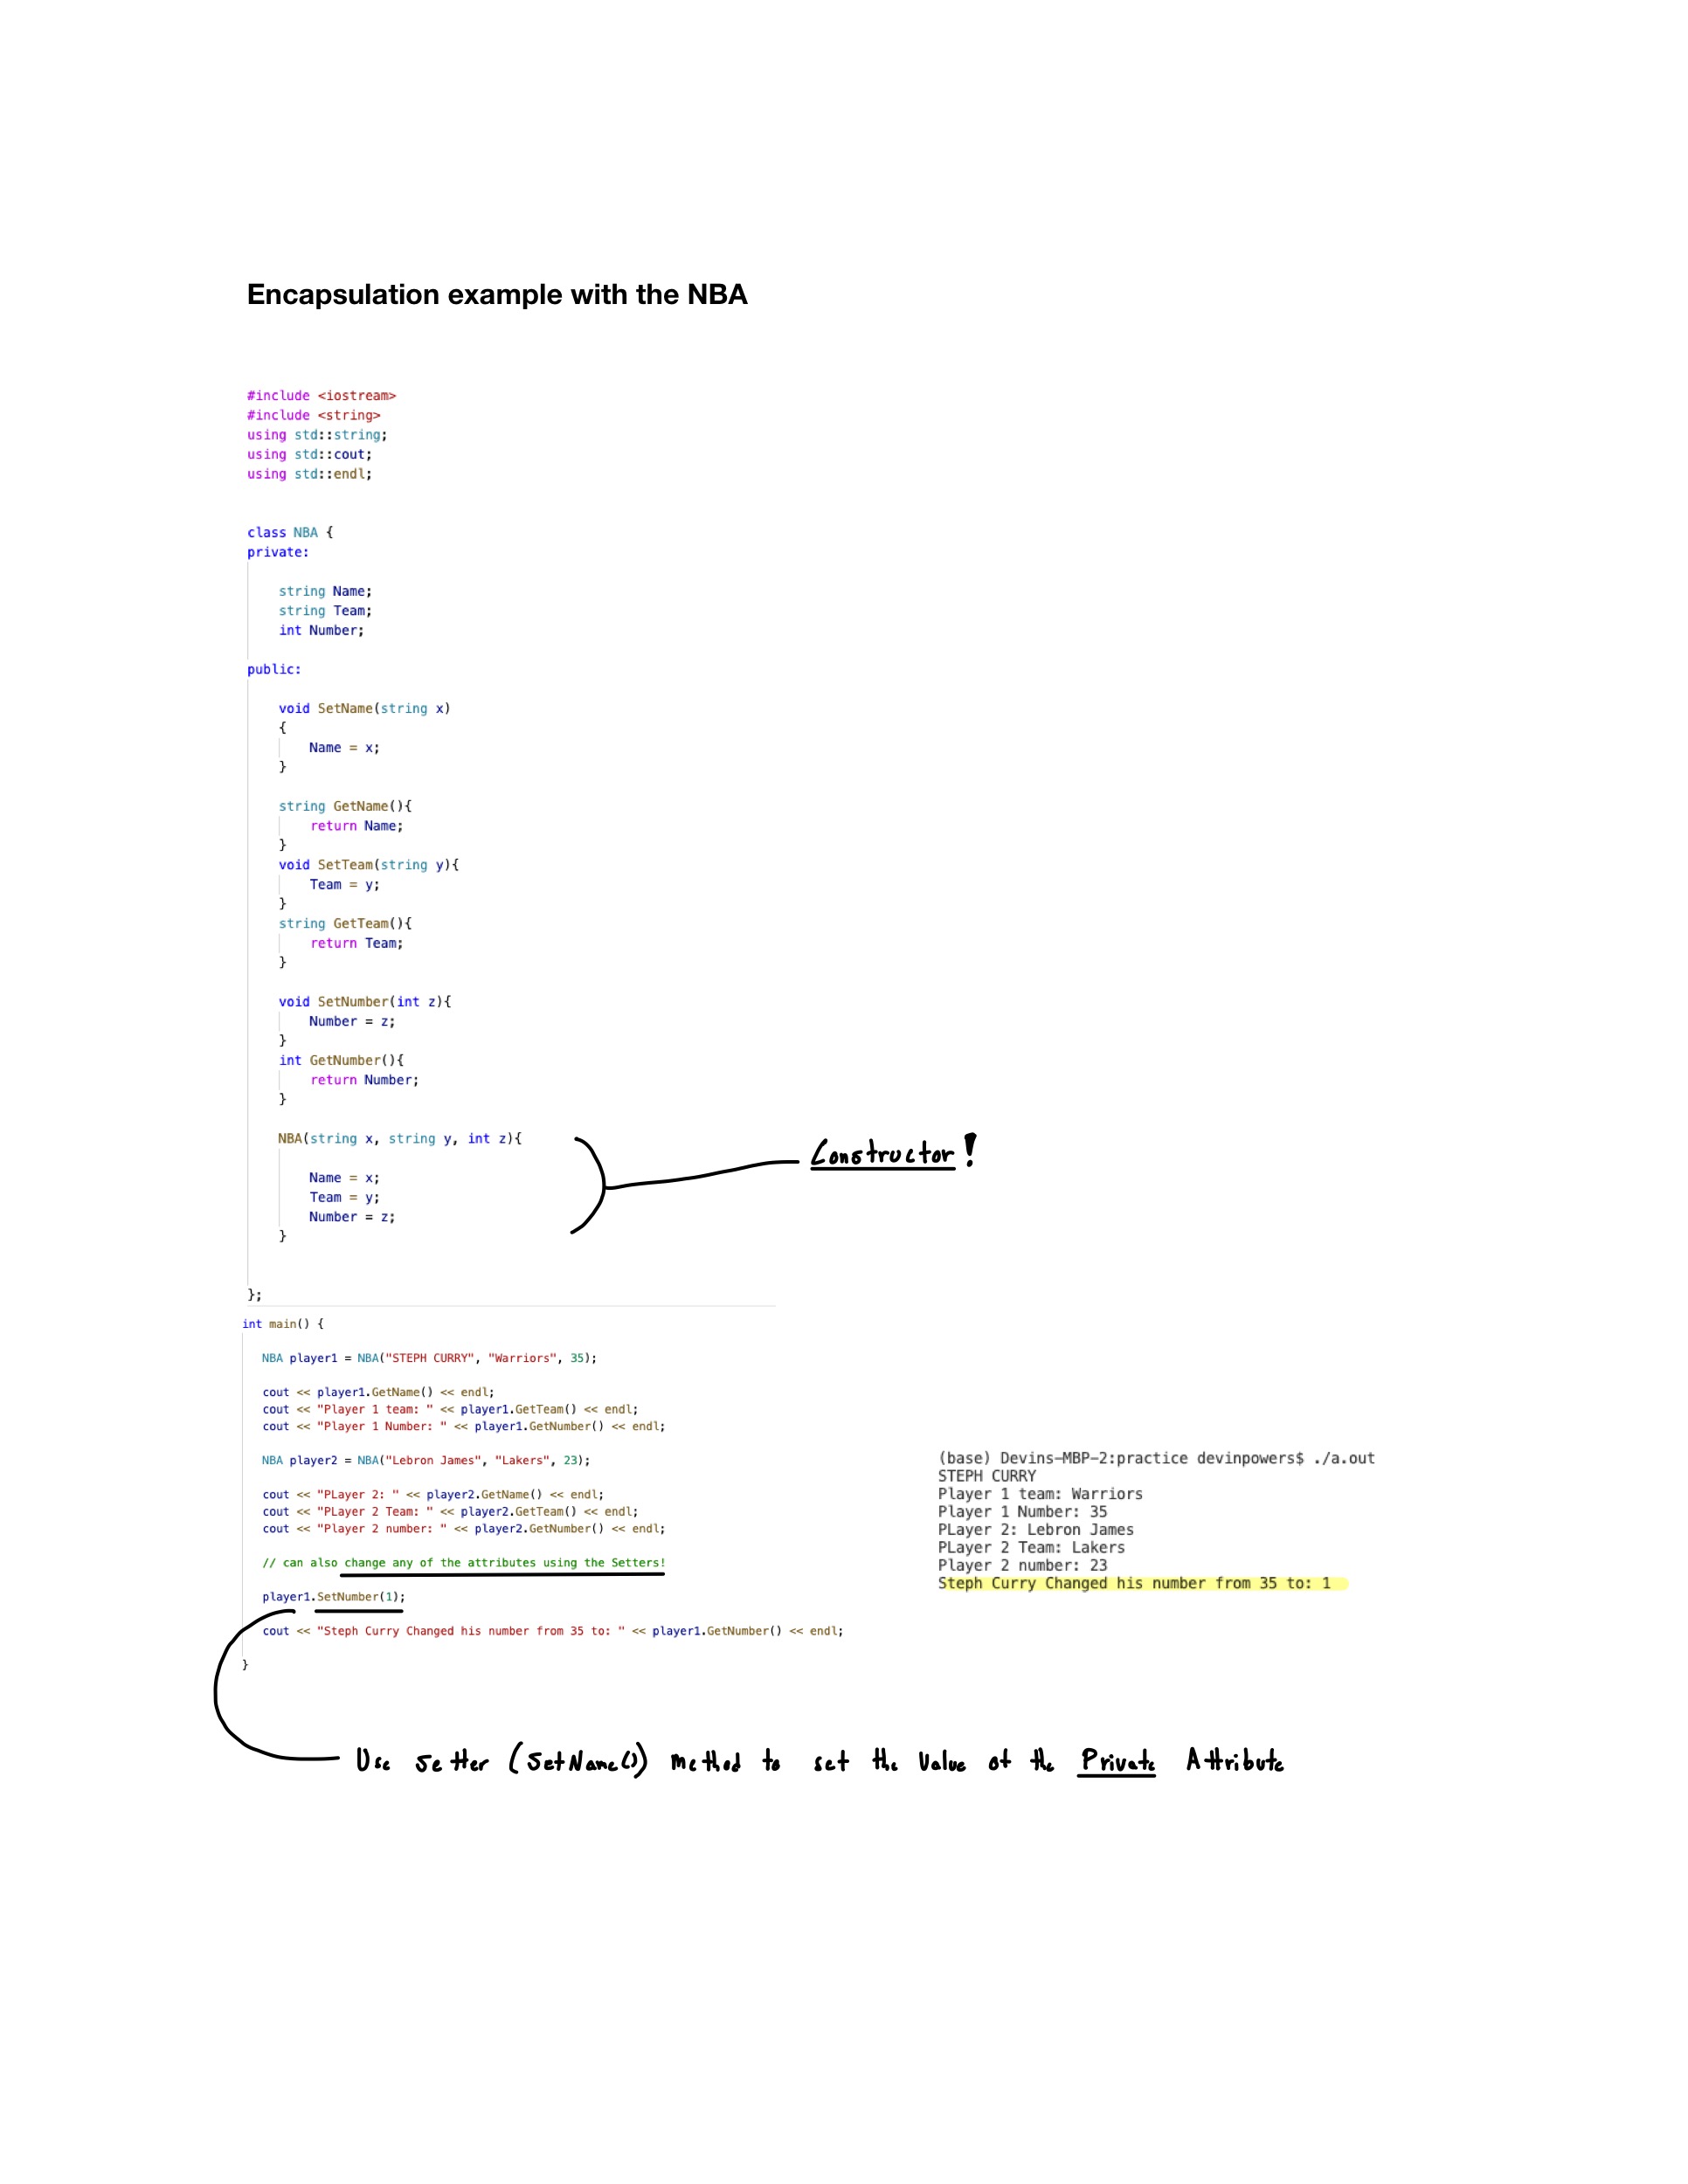 Encapsulation example with the NBA
#include <iostream>
#include <string>
using std::string;
using std::cout;
using std::endl;
class NBA {
private:
string Name;
string Team;
int Number;
public:
void SetName(string x)
{
Name = x;
}
string GetName(){
return Name;
}
void SetTeam(string y){
Team = y;
}
string GetTeam(){
return Team;
}
void SetNumber(int z){
Number = z;
}
int GetNumber(){
return Number;
}
NBA(string x, string y, int z){
Name = x;
Team = y;
Number = z;
}
};
Constructor!
int main() {
NBA player1 = NBA("STEPH CURRY", "Warriors", 35);
cout << player1.GetName() << endl;
cout << "Player 1 team: " << player1.GetTeam() << endl;
cout << "Player 1 Number: " << player1.GetNumber() << endl;
NBA player2 = NBA("Lebron James", "Lakers", 23);
cout << "PLayer 2: " << player2.GetName() << endl;
cout << "PLayer 2 Team: " << player2.GetTeam() << endl;
cout << "Player 2 number: " << player2.GetNumber() << endl;
// can also change any of the attributes using the Setters!
player1.SetNumber(1);
cout << "Steph Curry Changed his number from 35 to: " << player1.GetNumber() << endl;
}
(base) Devins-MBP-2:practice devinpowers$ ./a.out
STEPH CURRY
Player 1 team: Warriors
Player 1 Number: 35
PLayer 2: Lebron James
PLayer 2 Team: Lakers
Player 2 number: 23
Steph Curry Changed his number from 35 to: 1
Use setter (SetName()) method to set the value of the Private Attribute